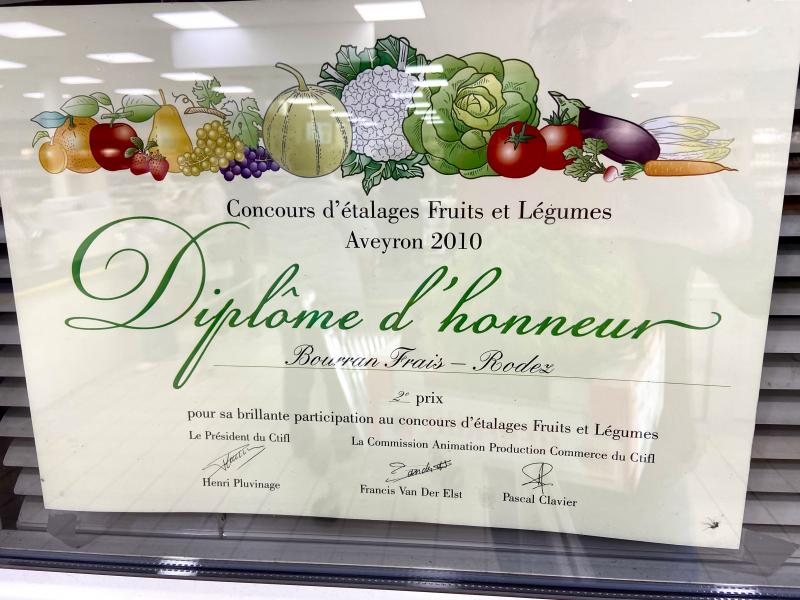 Concours d'étalages Fruits et Légumes
Aveyron 2010
Diplôme d'honneur
Bourran Frais – Rodez
2e prix
pour sa brillante participation au concours d'étalages Fruits et Légumes
Le Président du Ctifl
La Commission Animation Production Commerce du Ctifl
Henri Pluvinage
Francis Van Der Elst
Pascal Clavier